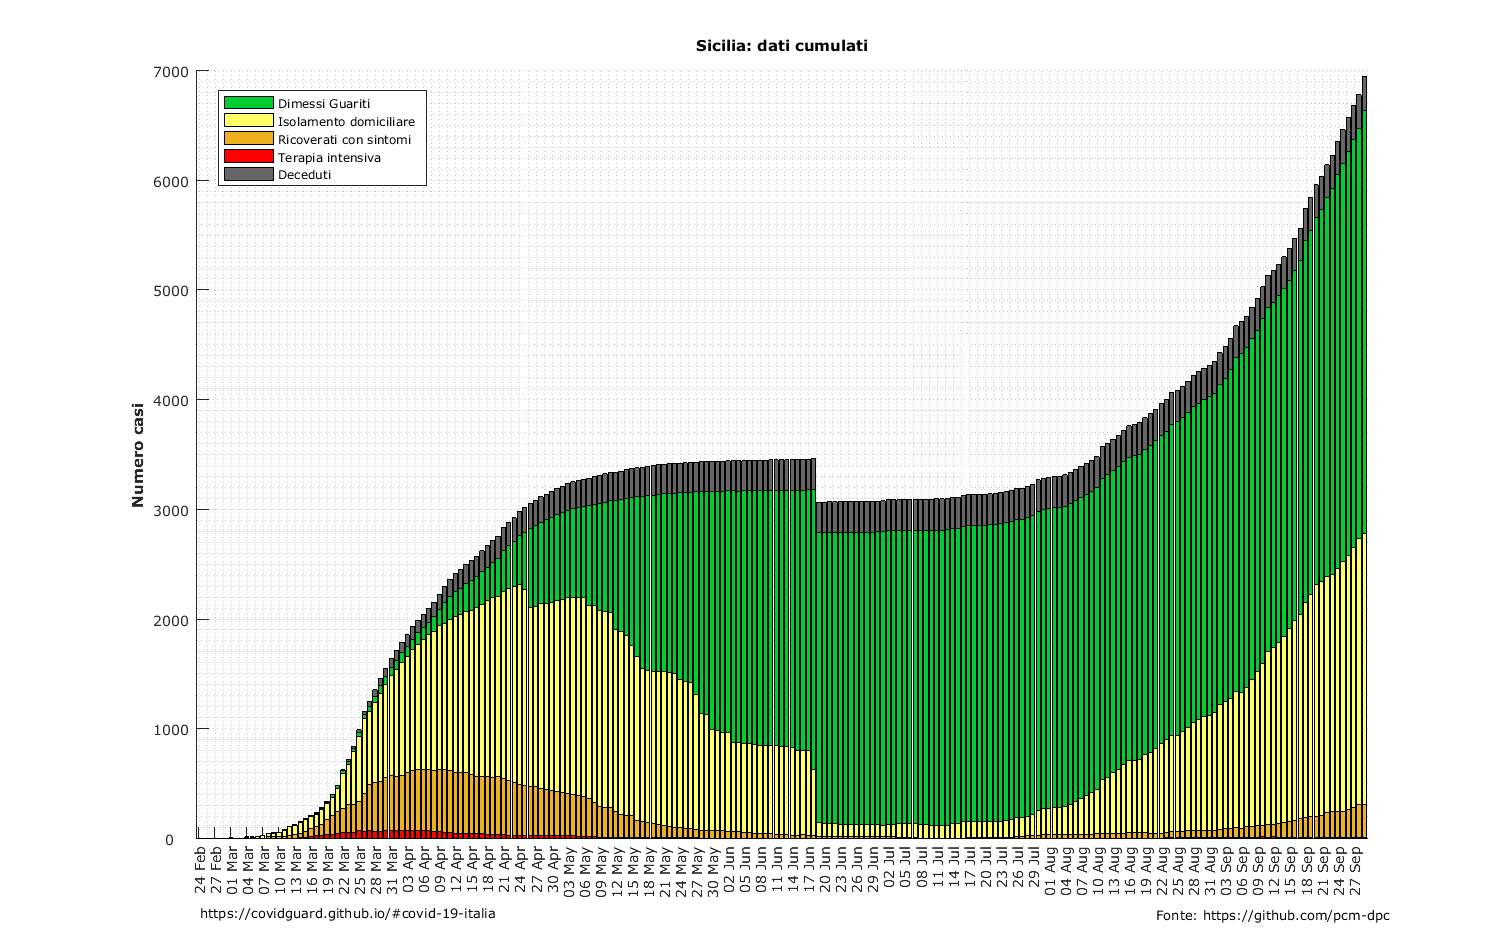 Sicilia: dati cumulati
7000
6000
5000
4000
3000
2000
1000
0
Numero casi
Dimessi Guariti
Isolamento domiciliare
Ricoverati con sintomi
Terapia intensiva
Deceduti
24 Feb
27 Feb
01 Mar
04 Mar
07 Mar
10 Mar
13 Mar
16 Mar
19 Mar
22 Mar
25 Mar
28 Mar
31 Mar
03 Apr
06 Apr
09 Apr
12 Apr
15 Apr
18 Apr
21 Apr
24 Apr
27 Apr
30 Apr
03 May
06 May
09 May
12 May
15 May
18 May
21 May
24 May
27 May
30 May
02 Jun
05 Jun
08 Jun
11 Jun
14 Jun
17 Jun
20 Jun
23 Jun
26 Jun
29 Jun
02 Jul
05 Jul
08 Jul
11 Jul
14 Jul
17 Jul
20 Jul
23 Jul
26 Jul
29 Jul
01 Aug
04 Aug
07 Aug
10 Aug
13 Aug
16 Aug
19 Aug
22 Aug
25 Aug
28 Aug
31 Aug
03 Sep
06 Sep
09 Sep
12 Sep
15 Sep
18 Sep
21 Sep
24 Sep
27 Sep
https://covidguard.github.io/#covid-19-italia
Fonte: https://github.com/pcm-dpc